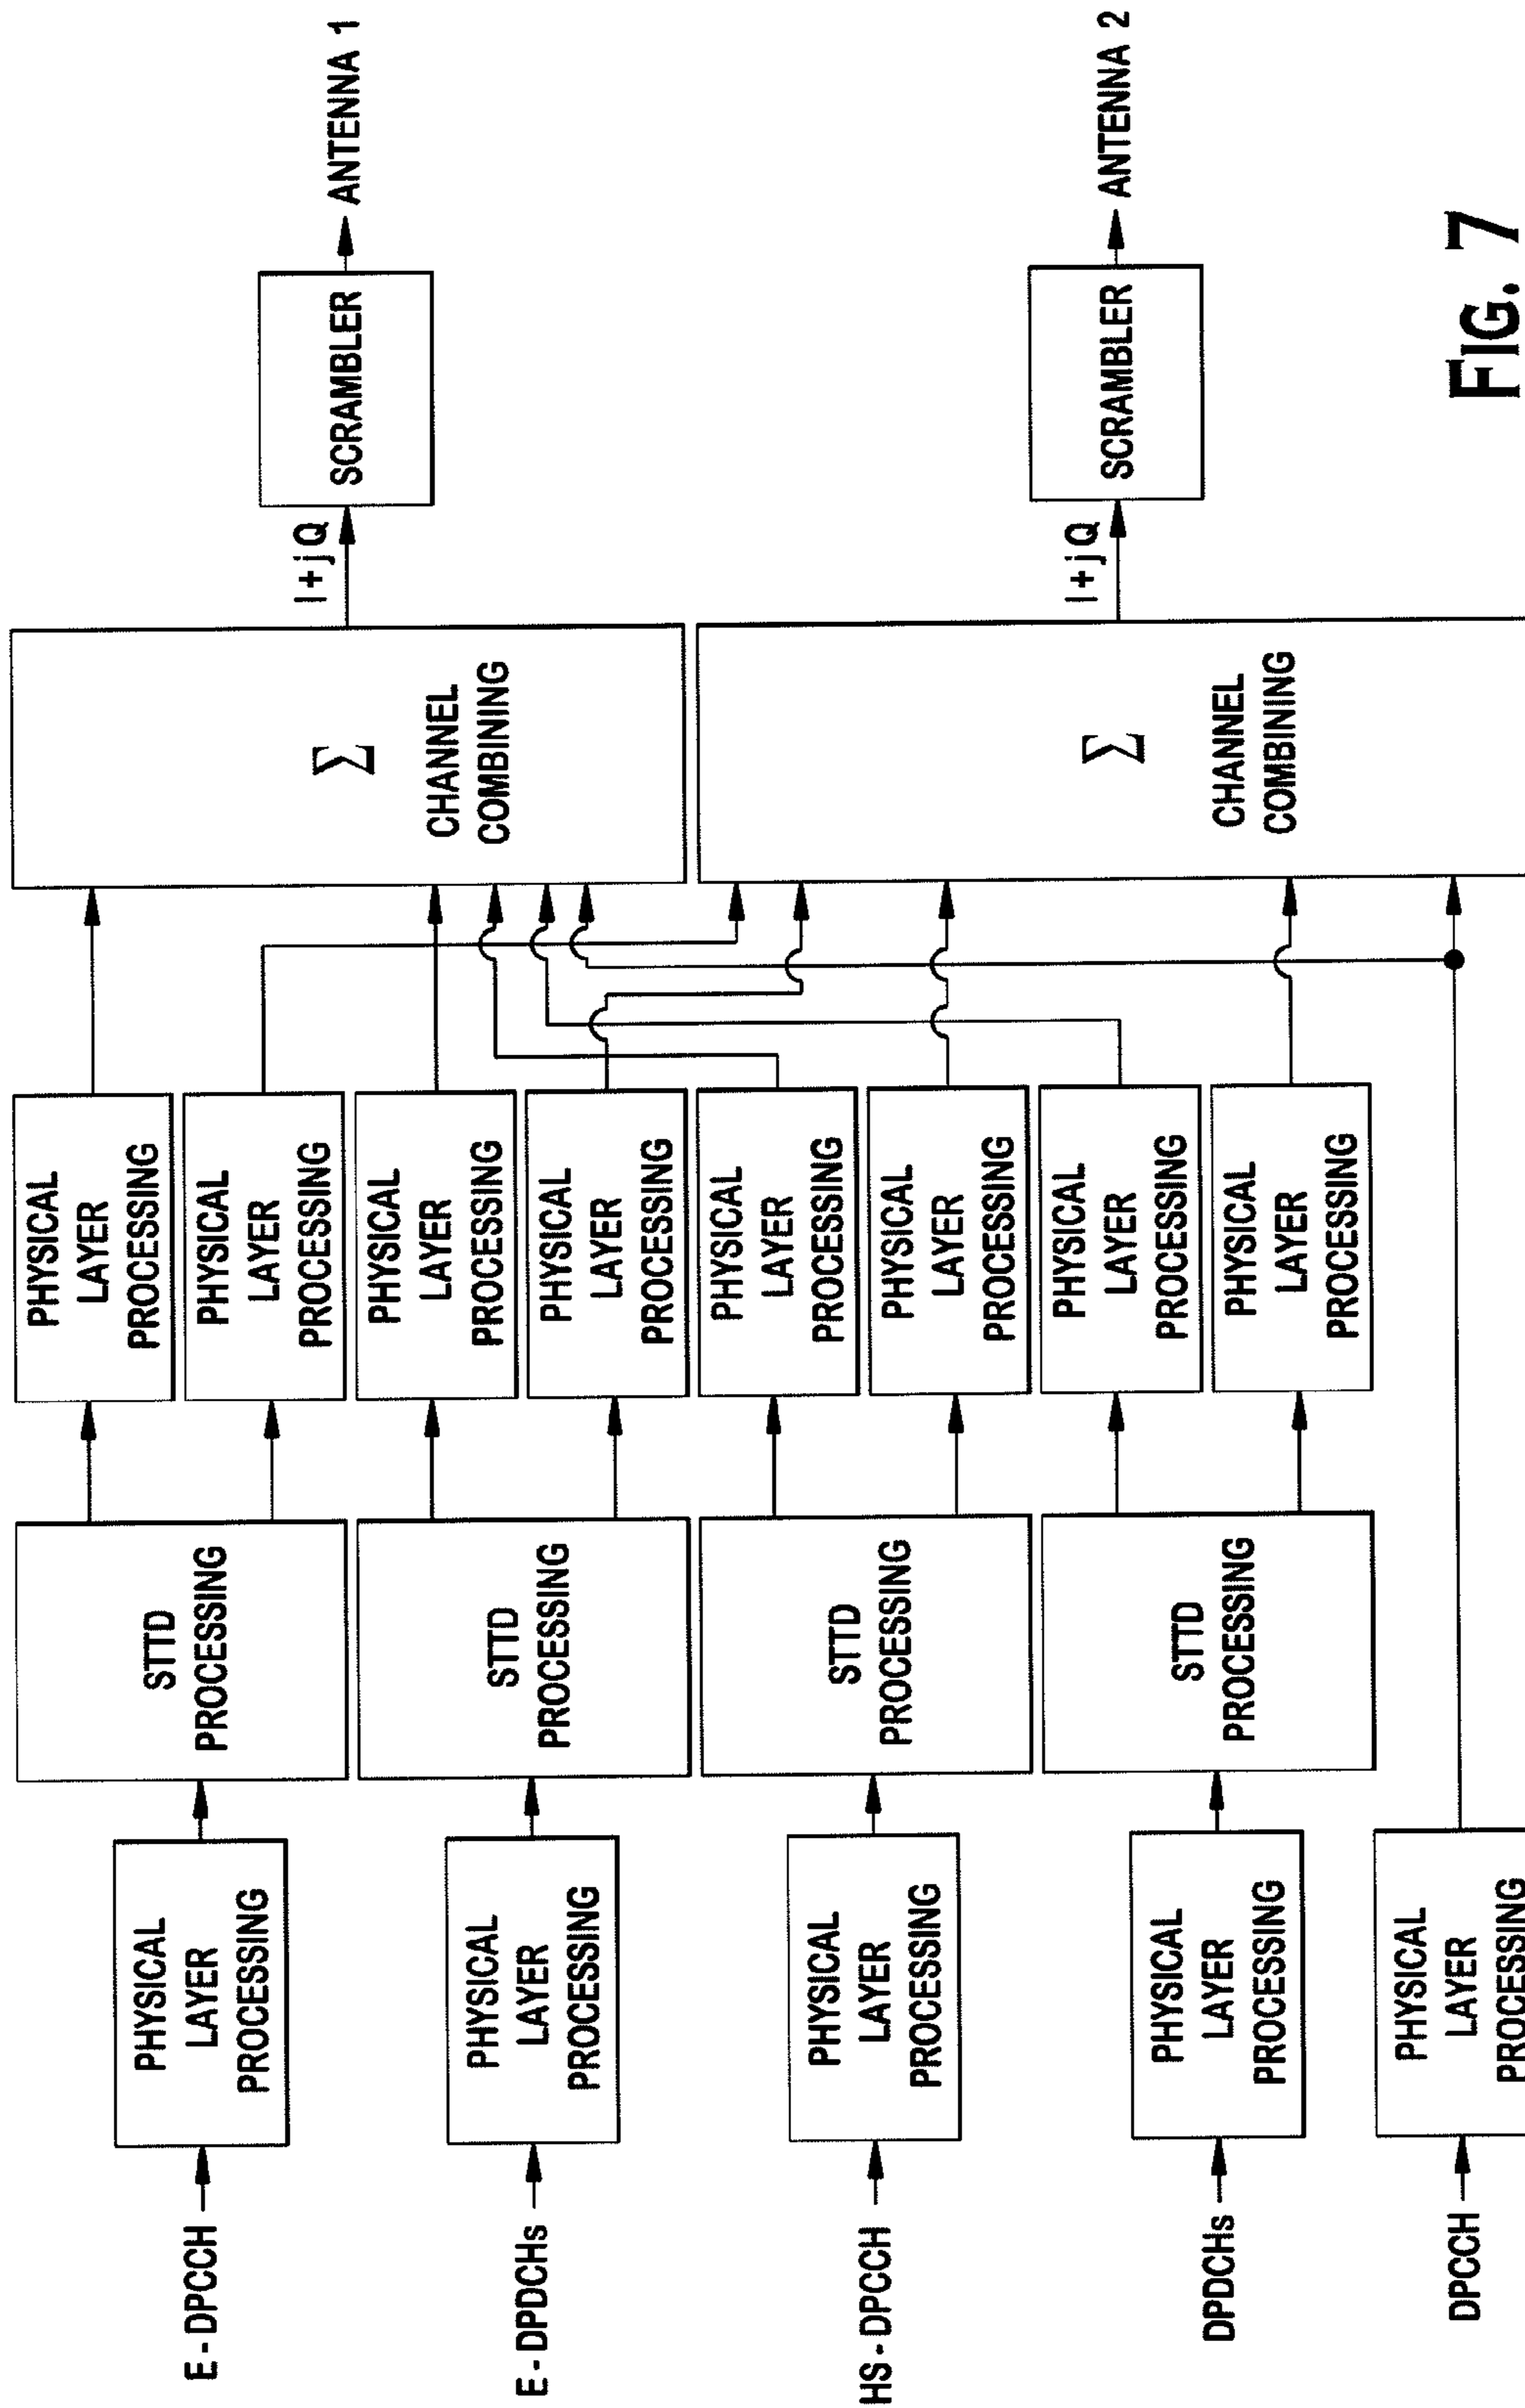 E-DPCCH
PHYSICAL
LAYER
PROCESSING
STTD
PROCESSING
PHYSICAL
LAYER
PROCESSING
PHYSICAL
LAYER
PROCESSING
E-DPDCHs
PHYSICAL
LAYER
PROCESSING
STTD
PROCESSING
PHYSICAL
LAYER
PROCESSING
PHYSICAL
LAYER
PROCESSING
HS-DPCCH
PHYSICAL
LAYER
PROCESSING
STTD
PROCESSING
PHYSICAL
LAYER
PROCESSING
PHYSICAL
LAYER
PROCESSING
DPDCHs
PHYSICAL
LAYER
PROCESSING
STTD
PROCESSING
PHYSICAL
LAYER
PROCESSING
PHYSICAL
LAYER
PROCESSING
DPCCH
PHYSICAL
LAYER
PROCESSING
Σ
CHANNEL
COMBINING
I+jQ
SCRAMBLER
ANTENNA 1
Σ
CHANNEL
COMBINING
I+jQ
SCRAMBLER
ANTENNA 2
FIG. 7